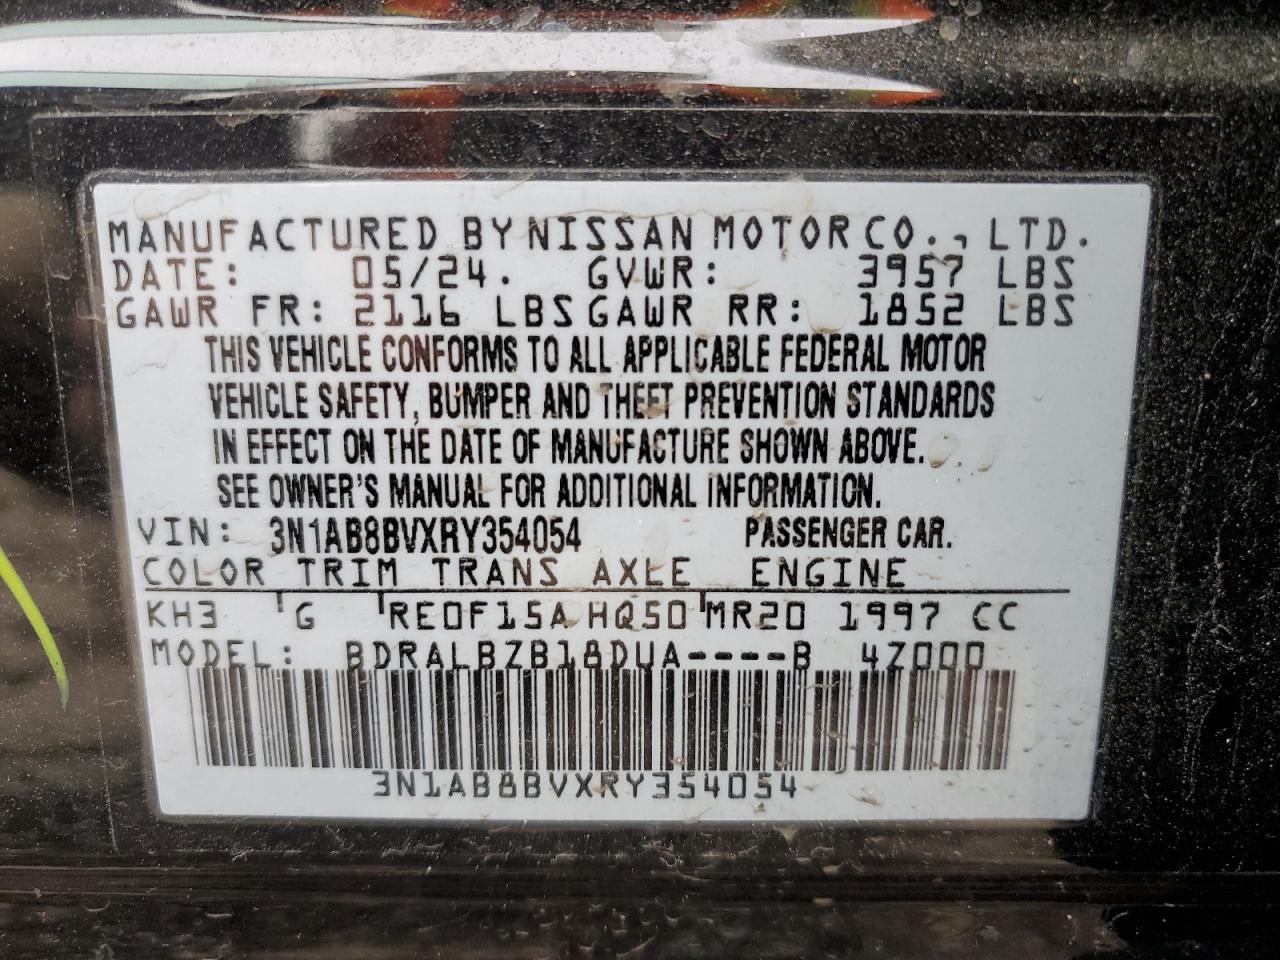 MANUFACTURED BY NISSAN MOTOR CO., LTD.
DATE: 05/24. GVWR: 3957 LBS
GAWR FR: 2116 LBS GAWR RR: 1852 LBS
THIS VEHICLE CONFORMS TO ALL APPLICABLE FEDERAL MOTOR
VEHICLE SAFETY, BUMPER AND THEFT PREVENTION STANDARDS
IN EFFECT ON THE DATE OF MANUFACTURE SHOWN ABOVE.
SEE OWNER'S MANUAL FOR ADDITIONAL INFORMATION.
VIN: 3N1AB8BVXRY354054 PASSENGER CAR.
COLOR TRIM TRANS AXLE ENGINE
KH3 G RE0F15A HQ50 MR20 1997 CC
MODEL: BDRALBZB18DUA----B 4Z000
3N1AB8BVXRY354054